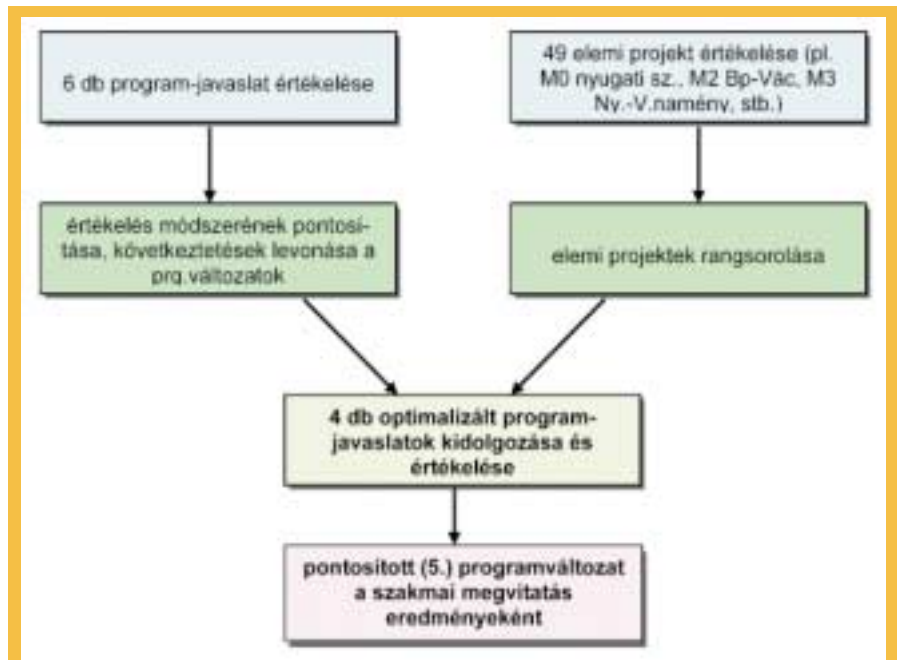 6 db program-javaslat értékelése
49 elemi projekt értékelése (pl.
M0 nyugati sz., M2 Bp-Vác, M3
Ny.-V.namény, stb.)
értékelés módszerének pontosí-
tása, következtetések levonása a
prg.változatok
elemi projektek rangsorolása
4 db optimalizált program-
javaslatok kidolgozása és
értékelése
pontosított (5.) programváltozat
a szakmai megvitatás
eredményeként